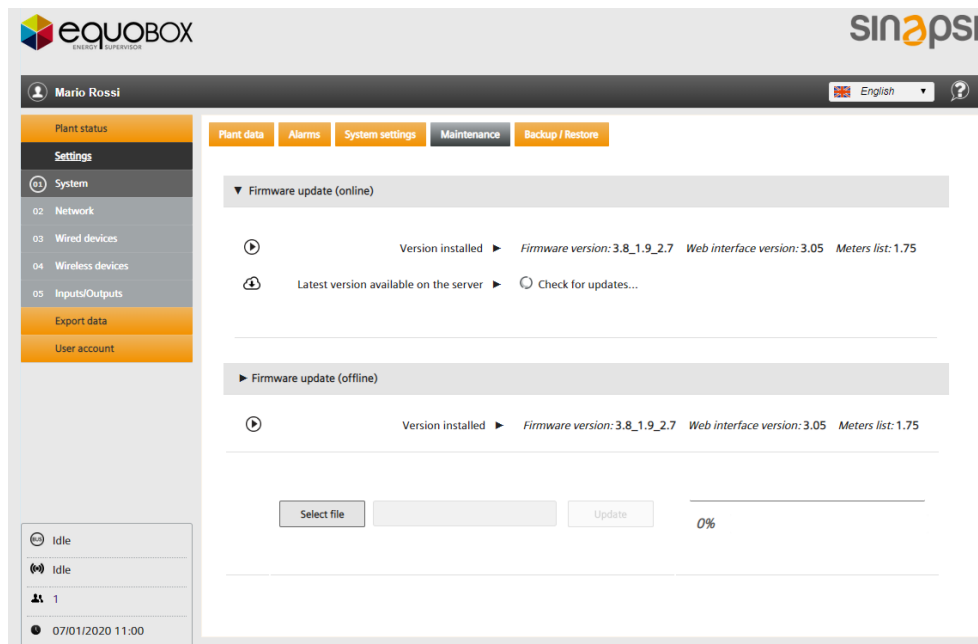 equoBOX
ENERGY SUPERVISOR
sinapsi
Mario Rossi
English
Plant status
Settings
01 System
02 Network
03 Wired devices
04 Wireless devices
05 Inputs/Outputs
Export data
User account
Plant data Alarms System settings Maintenance Backup / Restore
▼ Firmware update (online)
Version installed ► Firmware version: 3.8_1.9_2.7 Web interface version: 3.05 Meters list: 1.75
Latest version available on the server ► Check for updates...
► Firmware update (offline)
Version installed ► Firmware version: 3.8_1.9_2.7 Web interface version: 3.05 Meters list: 1.75
Select file Update
0%
BUS Idle
Idle
1
07/01/2020 11:00